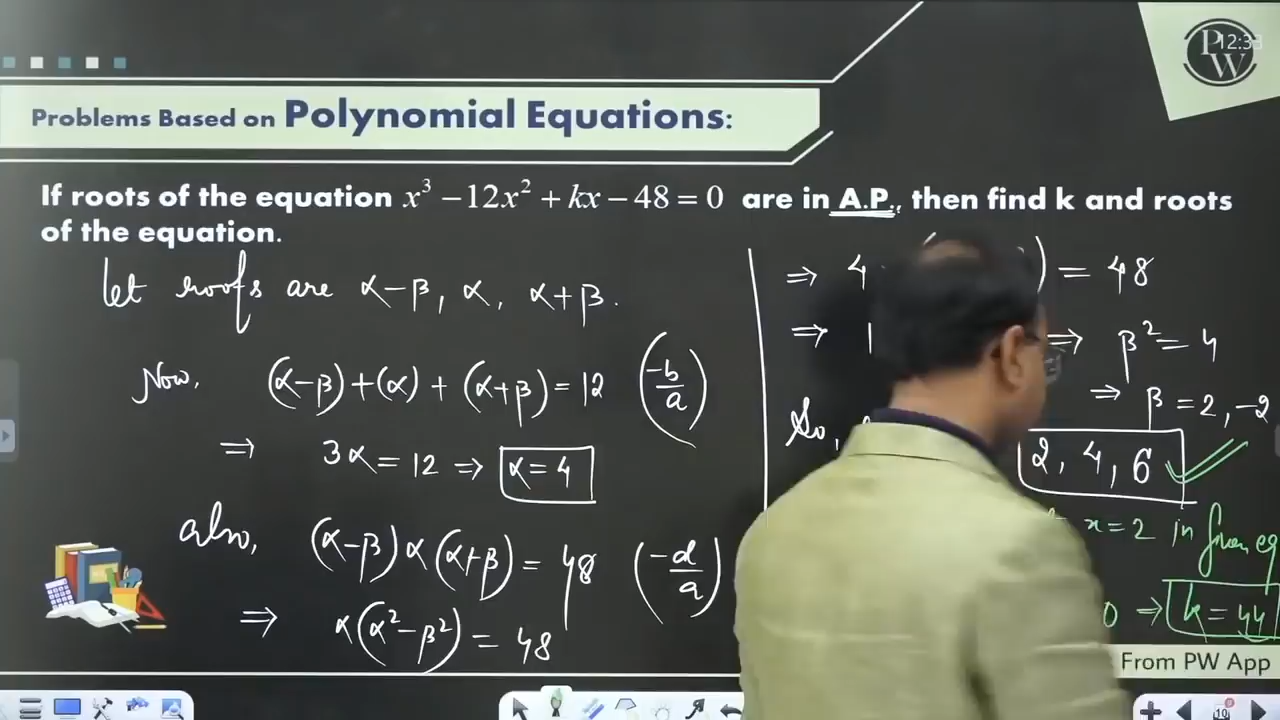 PW
12:3
Problems Based on Polynomial Equations:
If roots of the equation x³ − 12x² + kx − 48 = 0 are in A.P., then find k and roots
of the equation.
let roots are α−β, α, α+β.
Now, (α−β)+(α)+(α+β)=12 (-b/a)
⇒ 3α = 12 ⇒ α=4
also, (α−β)α(α+β) = 48 (-d/a)
⇒ α(α²−β²) = 48
⇒ 4 ) = 48
⇒ 1 ⇒ β² = 4
⇒ β = 2, −2
So, 2, 4, 6
x=2 in given eq
0 ⇒ k = 44
From PW App
10